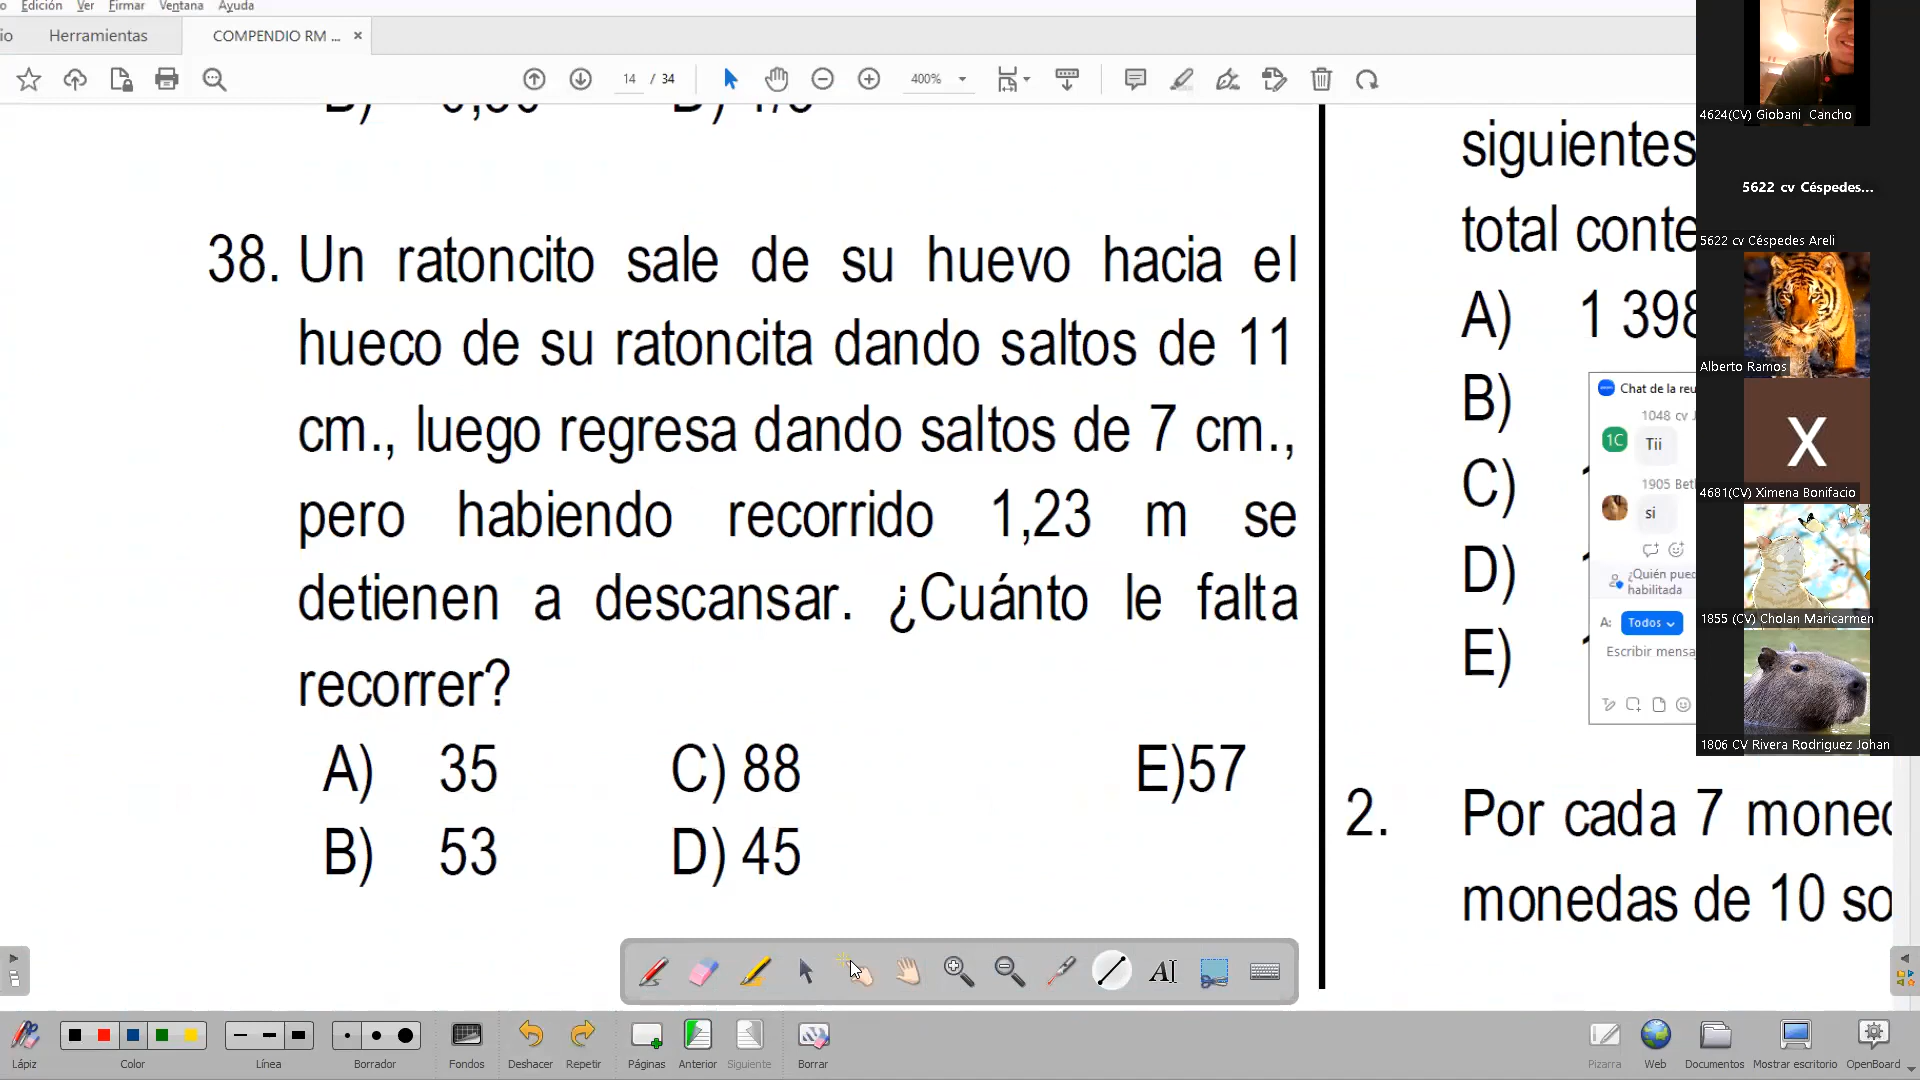 Edición Ver Firmar Ventana Ayuda
Herramientas
COMPENDIO RM ... ×
14 / 34
400%
38. Un ratoncito sale de su huevo hacia el
hueco de su ratoncita dando saltos de 11
cm., luego regresa dando saltos de 7 cm.,
pero habiendo recorrido 1,23 m se
detienen a descansar. ¿Cuánto le falta
recorrer?
A) 35 C) 88 E)57
B) 53 D) 45
siguientes
total conte
A) 1 398
B)
C)
D)
E)
2. Por cada 7 moned
monedas de 10 so
Chat de la reu
1048 cv J
1C
Tii
1905 Bet
si
¿Quién pued
habilitada
A: Todos
Escribir mensa
4624(CV) Giobani Cancho
5622 cv Céspedes...
5622 cv Céspedes Areli
Alberto Ramos
X
4681(CV) Ximena Bonifacio
1855 (CV) Cholan Maricarmen
1806 CV Rivera Rodriguez Johan
AI
Lápiz
Color
Línea
Borrador
Fondos
Deshacer
Repetir
Páginas
Anterior
Siguiente
Borrar
Pizarra
Web
Documentos
Mostrar escritorio
OpenBoard